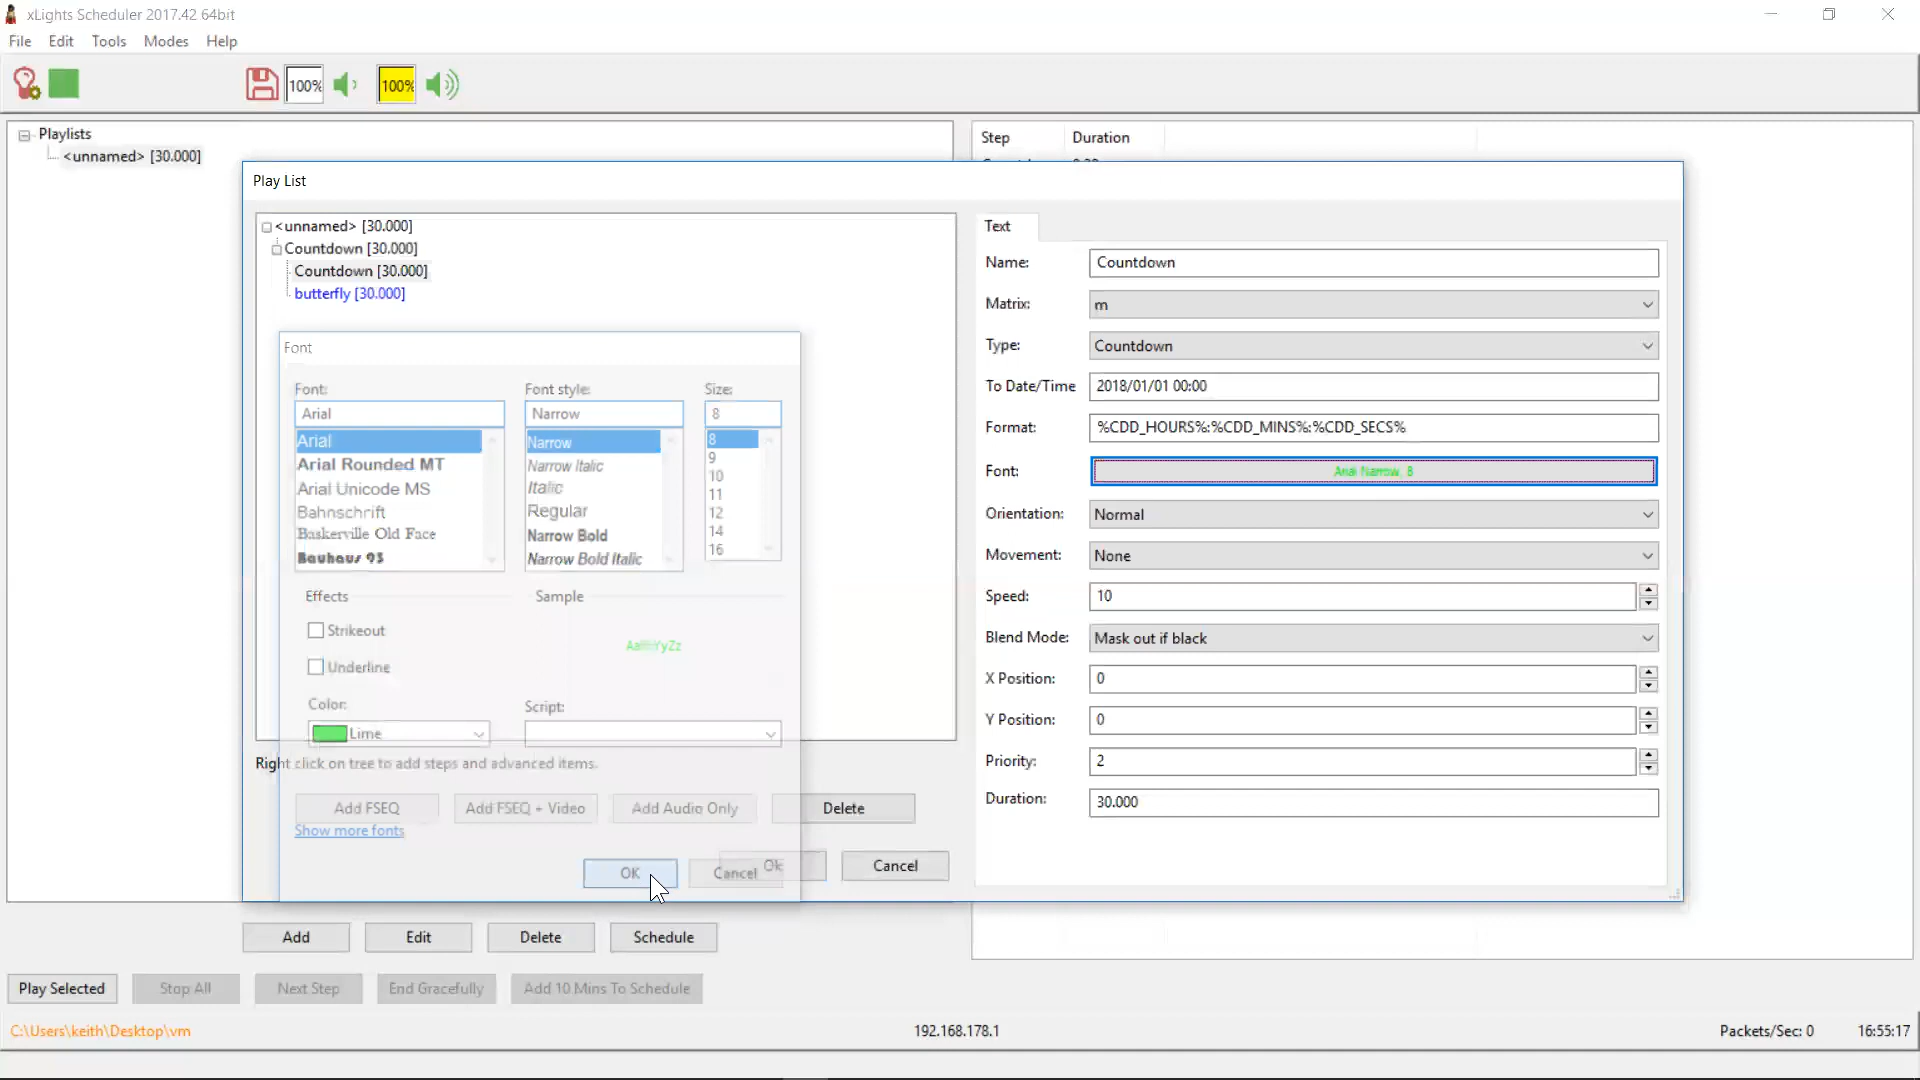 xLights Scheduler 2017.42 64bit
File Edit Tools Modes Help
100% 100%
Playlists
<unnamed> [30.000]
Step Duration
Play List
<unnamed> [30.000]
Countdown [30.000]
Countdown [30.000]
butterfly [30.000]
Font
Font: Font style: Size:
Arial Narrow 8
Arial Narrow 8
Arial Rounded MT Narrow Italic 9
Arial Unicode MS Italic 10
Bahnschrift Regular 11
Baskerville Old Face Narrow Bold 12
Bauhaus 93 Narrow Bold Italic 14
16
Effects Sample
Strikeout
Underline
Color: Script:
Lime
Right click on tree to add steps and advanced items.
Add FSEQ Add FSEQ + Video Add Audio Only Delete
Show more fonts
OK Cancel Ok Cancel
Text
Name: Countdown
Matrix: m
Type: Countdown
To Date/Time 2018/01/01 00:00
Format: %CDD_HOURS%:%CDD_MINS%:%CDD_SECS%
Font: Arial Narrow, 8
Orientation: Normal
Movement: None
Speed: 10
Blend Mode: Mask out if black
X Position: 0
Y Position: 0
Priority: 2
Duration: 30.000
Add Edit Delete Schedule
Play Selected Stop All Next Step End Gracefully Add 10 Mins To Schedule
C:\Users\keith\Desktop\vm 192.168.178.1 Packets/Sec: 0 16:55:17